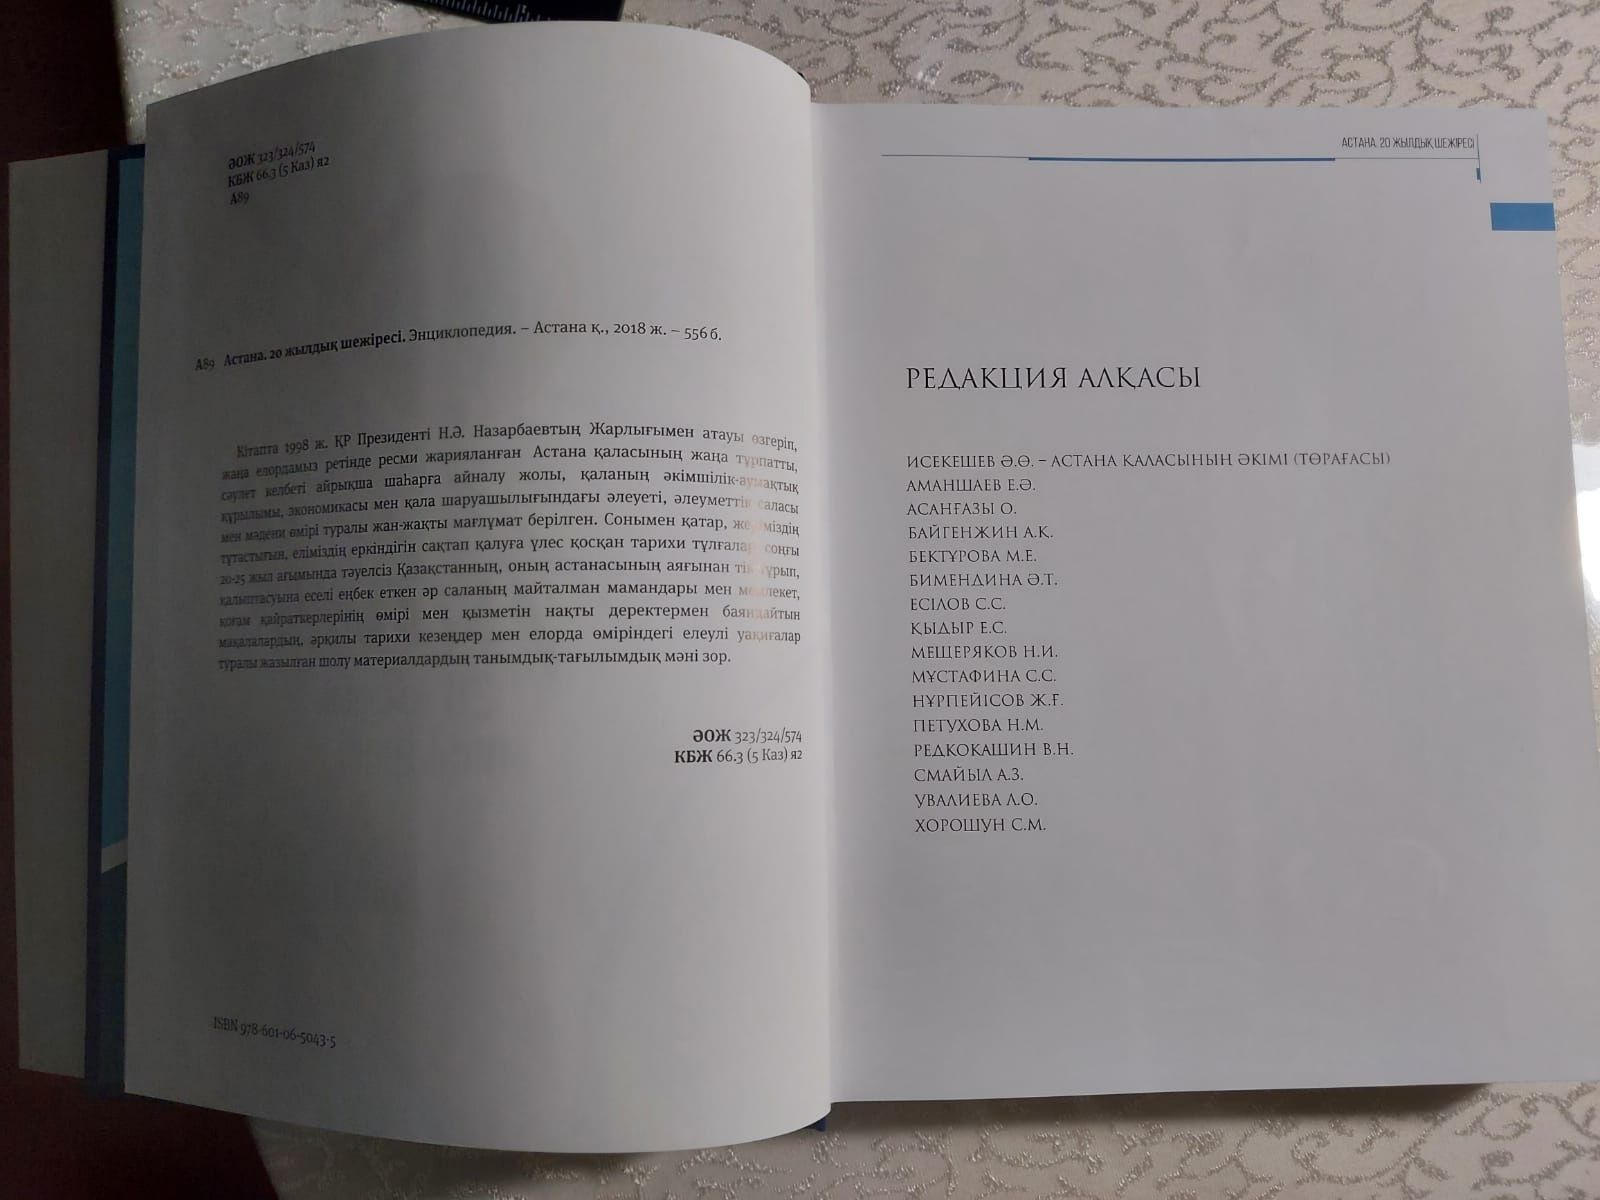 ӘОЖ 323/324/574
КБЖ 66.3 (5 Каз) я2
А89
А89 Астана. 20 жылдық шежіресі. Энциклопедия. – Астана қ., 2018 ж. – 556 б.
Кітапта 1998 ж. ҚР Президенті Н.Ә. Назарбаевтың Жарлығымен атауы өзгеріп,
жаңа елордамыз ретінде ресми жарияланған Астана қаласының жаңа тұрпатты,
сәулет келбеті айрықша шаһарға айналу жолы, қаланың әкімшілік-аумақтық
құрылымы, экономикасы мен қала шаруашылығындағы әлеуеті, әлеуметтік саласы
мен мәдени өмірі туралы жан-жақты мағлұмат берілген. Сонымен қатар, жеріміздің
тұтастығын, еліміздің еркіндігін сақтап қалуға үлес қосқан тарихи тұлғалар, соңғы
20-25 жыл ағымында тәуелсіз Қазақстанның, оның астанасының аяғынан тік тұрып,
қалыптасуына еселі еңбек еткен әр саланың майталман мамандары мен мемлекет,
қоғам қайраткерлерінің өмірі мен қызметін нақты деректермен баяндайтын
мақалалардың, әрқилы тарихи кезеңдер мен елорда өміріндегі елеулі уақиғалар
туралы жазылған шолу материалдардың танымдық-тағылымдық мәні зор.
ӘОЖ 323/324/574
КБЖ 66.3 (5 Каз) я2
ISBN 978-601-06-5043-5
АСТАНА. 20 ЖЫЛДЫҚ ШЕЖІРЕСІ
РЕДАКЦИЯ АЛҚАСЫ
ИСЕКЕШЕВ Ә.Ө. – АСТАНА ҚАЛАСЫНЫҢ ӘКІМІ (ТӨРАҒАСЫ)
АМАНШАЕВ Е.Ә.
АСАНҒАЗЫ О.
БАЙГЕНЖИН А.Қ.
БЕКТҰРОВА М.Е.
БИМЕНДИНА Ә.Т.
ЕСІЛОВ С.С.
ҚЫДЫР Е.С.
МЕЩЕРЯКОВ Н.И.
МҰСТАФИНА С.С.
НҰРПЕЙІСОВ Ж.Ғ.
ПЕТУХОВА Н.М.
РЕДКОКАШИН В.Н.
СМАЙЫЛ А.З.
УВАЛИЕВА Л.О.
ХОРОШУН С.М.